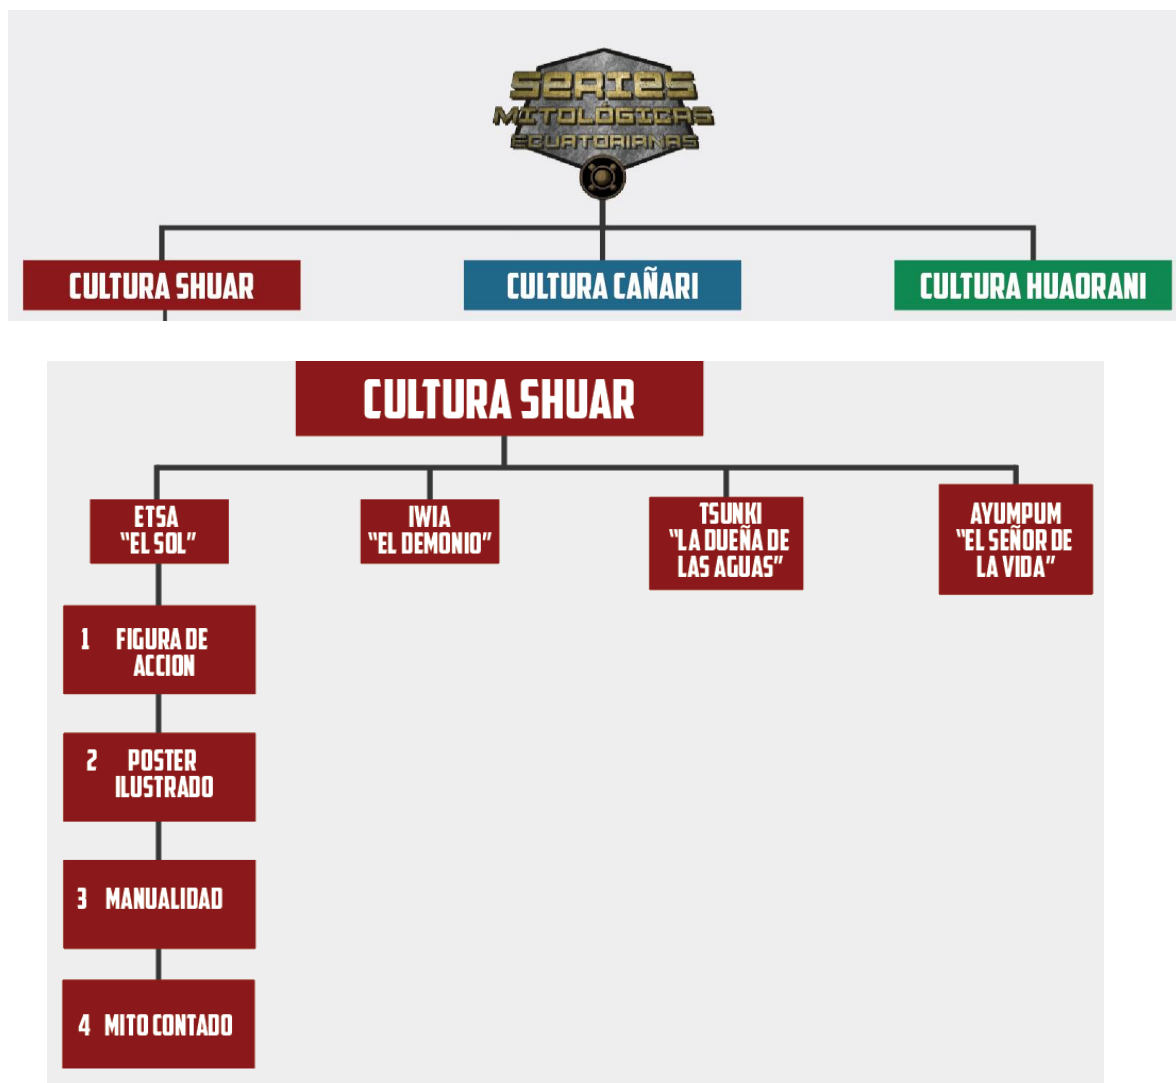 SERIES
MITOLÓGICAS
ECUATORIANAS
CULTURA SHUAR
CULTURA CAÑARI
CULTURA HUAORANI
CULTURA SHUAR
ETSA
"EL SOL"
IWIA
"EL DEMONIO"
TSUNKI
"LA DUEÑA DE
LAS AGUAS"
AYUMPUM
"EL SEÑOR DE
LA VIDA"
1 FIGURA DE
ACCION
2 POSTER
ILUSTRADO
3 MANUALIDAD
4 MITO CONTADO